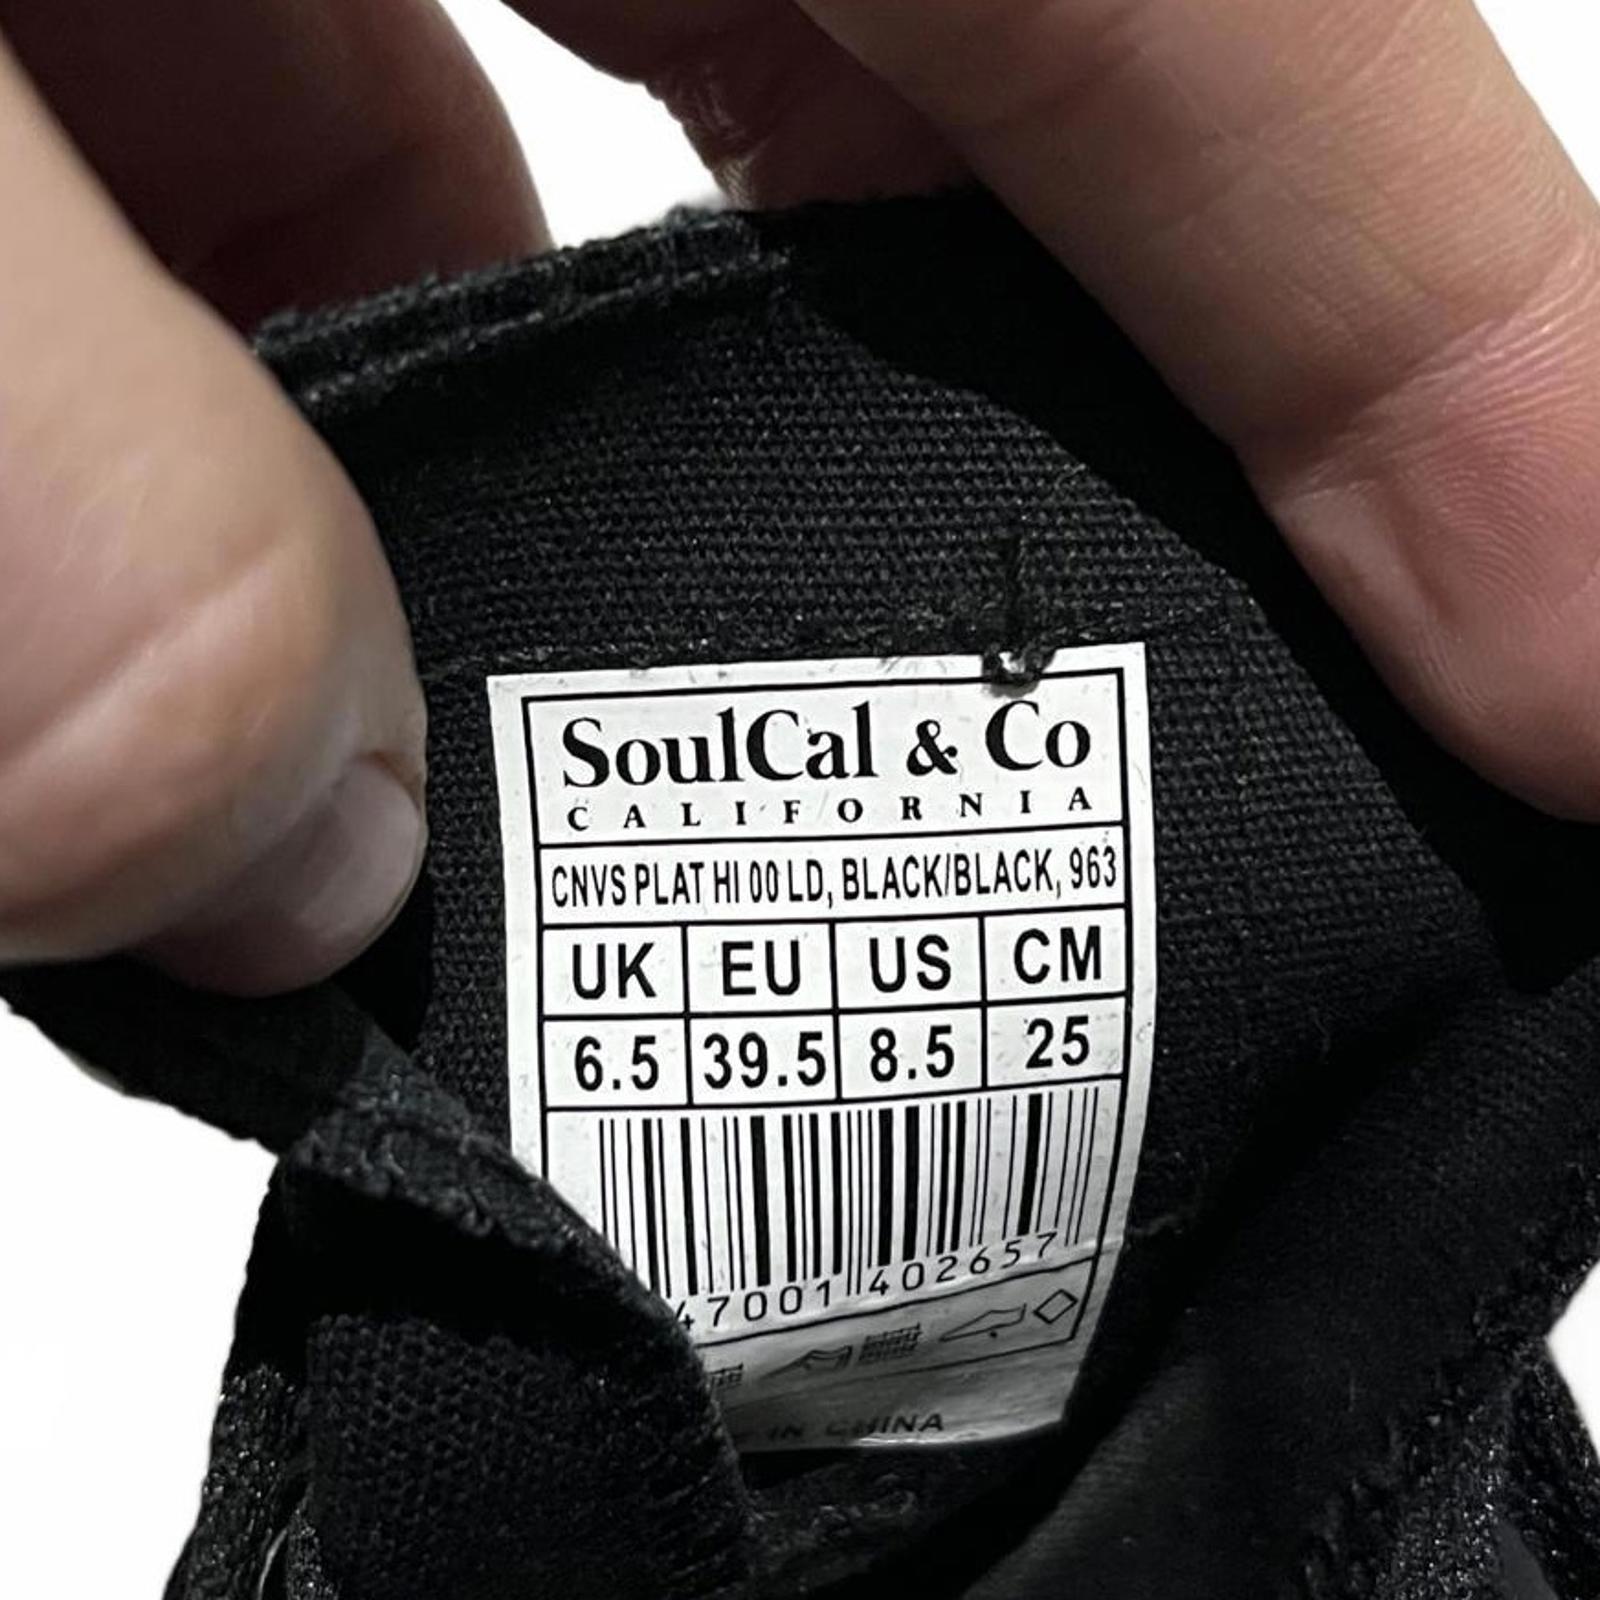 SoulCal & Co
CALIFORNIA
CNVS PLAT HI 00 LD, BLACK/BLACK, 963
UK EU US CM
6.5 39.5 8.5 25
47001 402657
IN CHINA